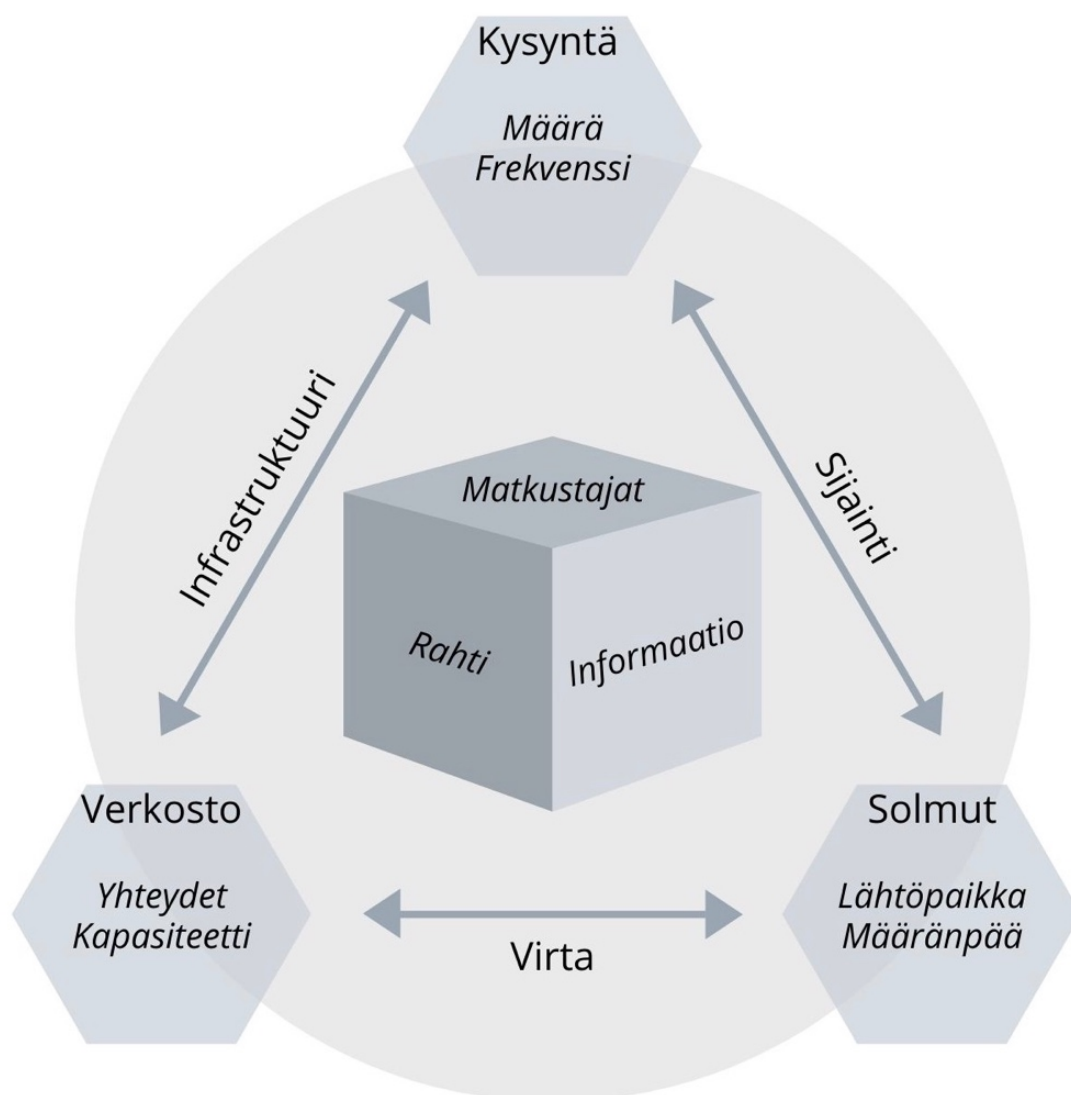 Kysyntä
Määrä
Frekvenssi
Infrastruktuuri
Sijainti
Matkustajat
Rahti
Informaatio
Verkosto
Yhteydet
Kapasiteetti
Solmut
Lähtöpaikka
Määränpää
Virta